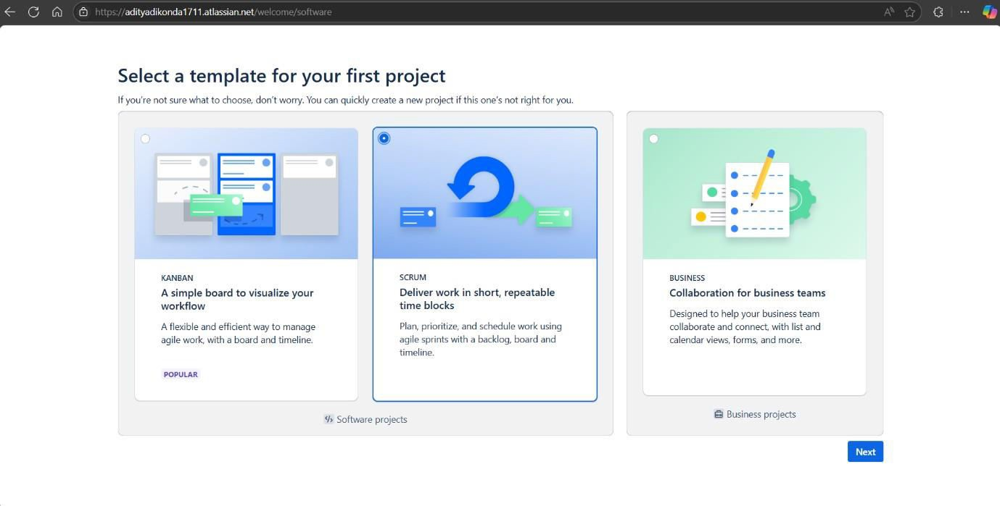 https://adityadikonda1711.atlassian.net/welcome/software
Select a template for your first project
If you're not sure what to choose, don't worry. You can quickly create a new project if this one's not right for you.
KANBAN
A simple board to visualize your
workflow
A flexible and efficient way to manage
agile work, with a board and timeline.
POPULAR
SCRUM
Deliver work in short, repeatable
time blocks
Plan, prioritize, and schedule work using
agile sprints with a backlog, board and
timeline.
Software projects
BUSINESS
Collaboration for business teams
Designed to help your business team
collaborate and connect, with list and
calendar views, forms, and more.
Business projects
Next